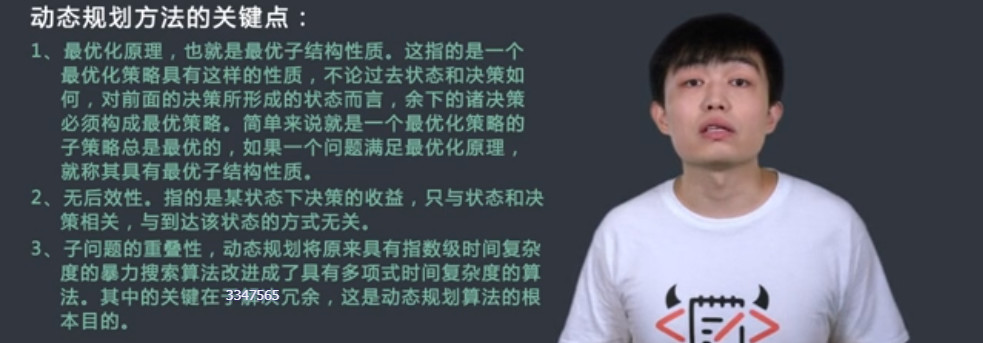 动态规划方法的关键点：
1、最优化原理，也就是最优子结构性质。这指的是一个
最优化策略具有这样的性质，不论过去状态和决策如
何，对前面的决策所形成的状态而言，余下的诸决策
必须构成最优策略。简单来说就是一个最优化策略的
子策略总是最优的，如果一个问题满足最优化原理，
就称其具有最优子结构性质。
2、无后效性。指的是某状态下决策的收益，只与状态和决
策相关，与到达该状态的方式无关。
3、子问题的重叠性，动态规划将原来具有指数级时间复杂
度的暴力搜索算法改进成了具有多项式时间复杂度的算
法。其中的关键在于解决冗余，这是动态规划算法的根
本目的。
3347565